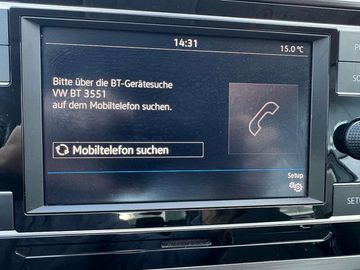 14:31
15.0 °C
Bitte über die BT-Gerätesuche
VW BT 3551
auf dem Mobiltelefon suchen.
Mobiltelefon suchen
Setup